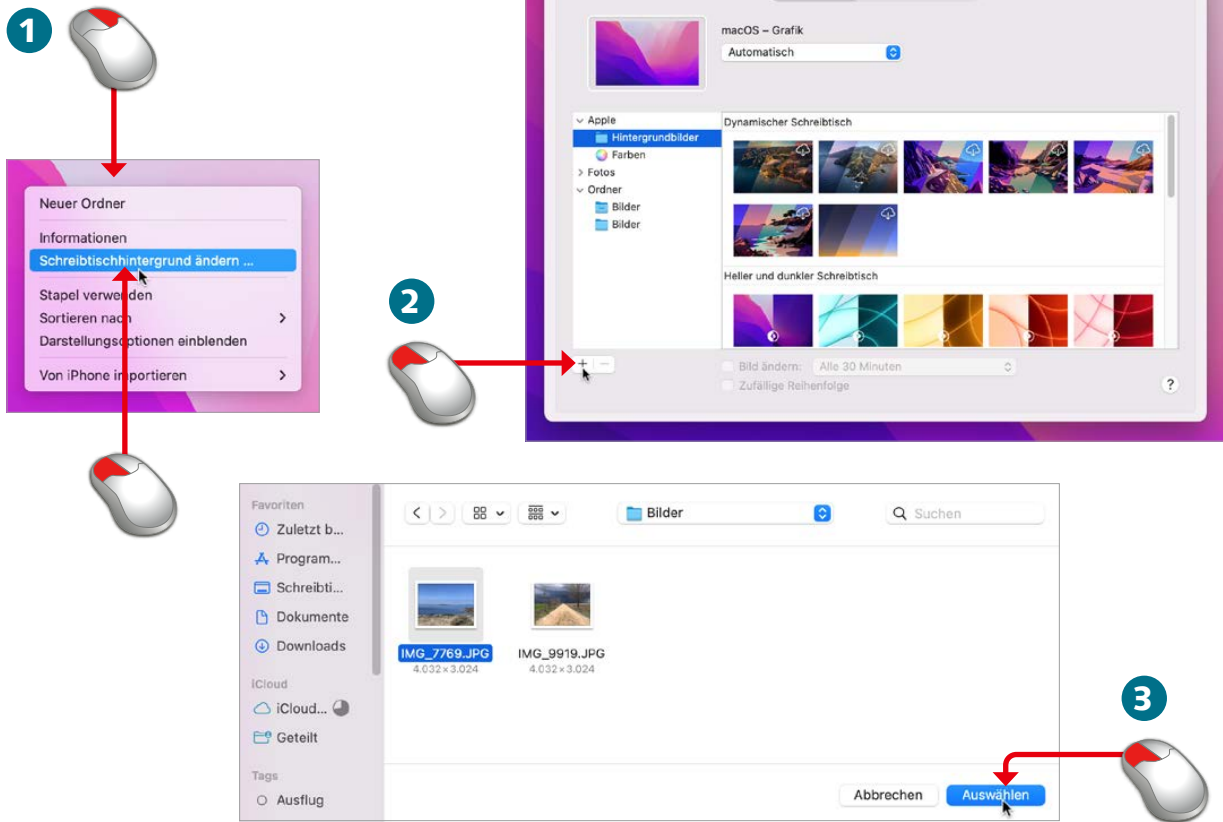 1
Neuer Ordner
Informationen
Schreibtischhintergrund ändern ...
Stapel verwenden
Sortieren nach
Darstellungsoptionen einblenden
Von iPhone importieren
2
macOS – Grafik
Automatisch
Apple
Hintergrundbilder
Farben
Fotos
Ordner
Bilder
Bilder
Dynamischer Schreibtisch
Heller und dunkler Schreibtisch
+ −
Bild ändern: Alle 30 Minuten
Zufällige Reihenfolge
?
Favoriten
Zuletzt b...
Program...
Schreibti...
Dokumente
Downloads
iCloud
iCloud...
Geteilt
Tags
Ausflug
Bilder
Suchen
IMG_7769.JPG
4.032×3.024
IMG_9919.JPG
4.032×3.024
3
Abbrechen
Auswählen